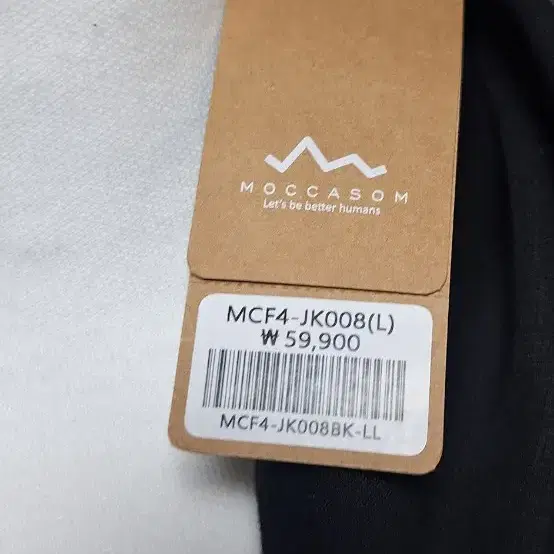 MOCCASOM
Let's be better humans
MCF4-JK008(L)
₩ 59,900
MCF4-JK008BK-LL